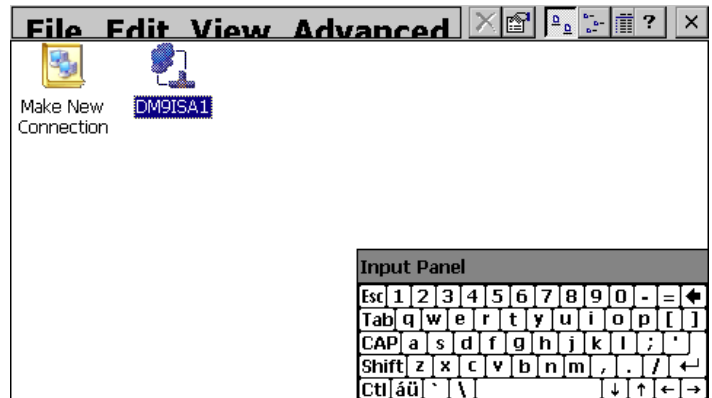 File Edit View Advanced ?
Make New
Connection
DM9ISA1
Input Panel
Esc 1 2 3 4 5 6 7 8 9 0 - =
Tab q w e r t y u i o p [ ]
CAP a s d f g h j k l ; '
Shift z x c v b n m , . /
Ctl áü ` \